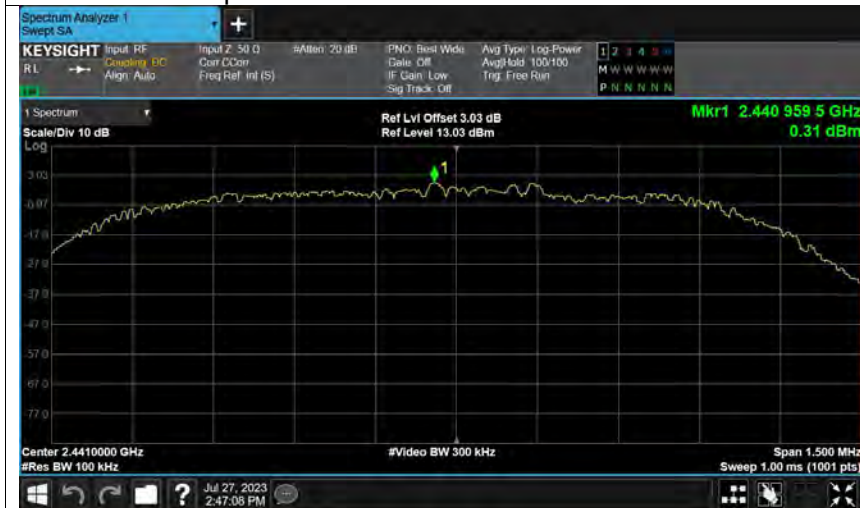 Spectrum Analyzer 1
Swept SA
+
KEYSIGHT
RL
Input: RF
Coupling: DC
Align: Auto
Input Z: 50 Ω
Corr CCorr
Freq Ref: Int (S)
#Atten: 20 dB
PNO: Best Wide
Gate: Off
IF Gain: Low
Sig Track: Off
Avg Type: Log-Power
Avg|Hold: 100/100
Trig: Free Run
1 2 3 4 5 6
M W W W W W
P N N N N N
1 Spectrum
Scale/Div 10 dB
Log
Ref Lvl Offset 3.03 dB
Ref Level 13.03 dBm
Mkr1 2.440 959 5 GHz
0.31 dBm
1
3.03
-6.97
-17.0
-27.0
-37.0
-47.0
-57.0
-67.0
-77.0
Center 2.4410000 GHz
#Res BW 100 kHz
#Video BW 300 kHz
Span 1.500 MHz
Sweep 1.00 ms (1001 pts)
?
Jul 27, 2023
2:47:08 PM